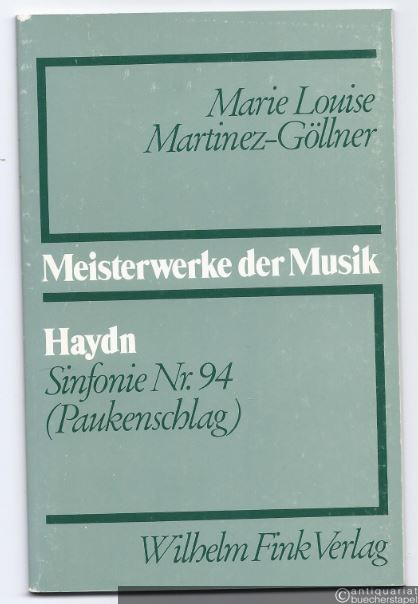 Marie Louise
Martinez-Göllner
Meisterwerke der Musik
Haydn
Sinfonie Nr. 94
(Paukenschlag)
Wilhelm Fink Verlag
antiquariat
buecherstapel